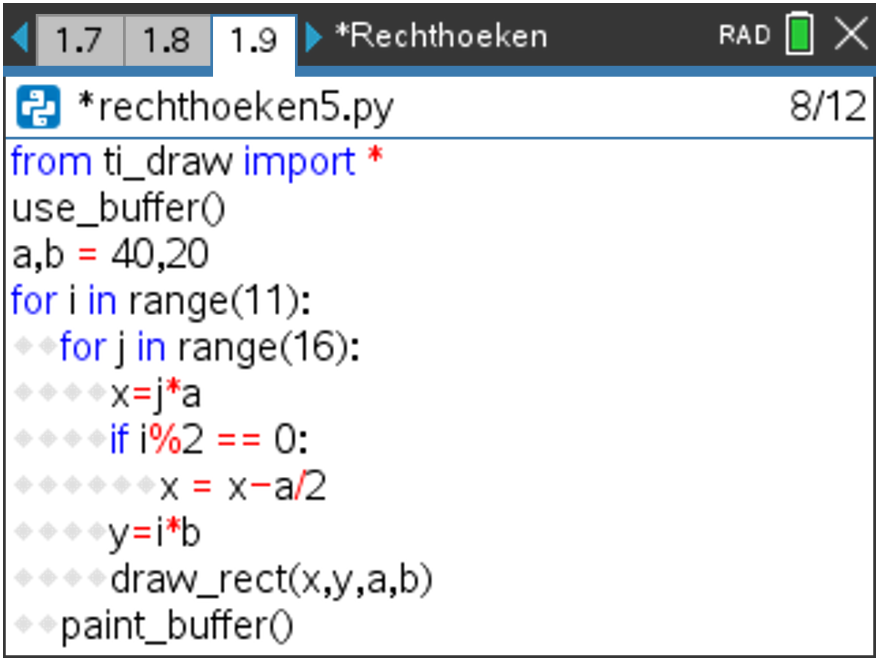 1.7 1.8 1.9 *Rechthoeken RAD
*rechthoeken5.py 8/12
from ti_draw import *
use_buffer()
a,b = 40,20
for i in range(11):
  for j in range(16):
    x=j*a
    if i%2 == 0:
      x = x-a/2
    y=i*b
    draw_rect(x,y,a,b)
  paint_buffer()